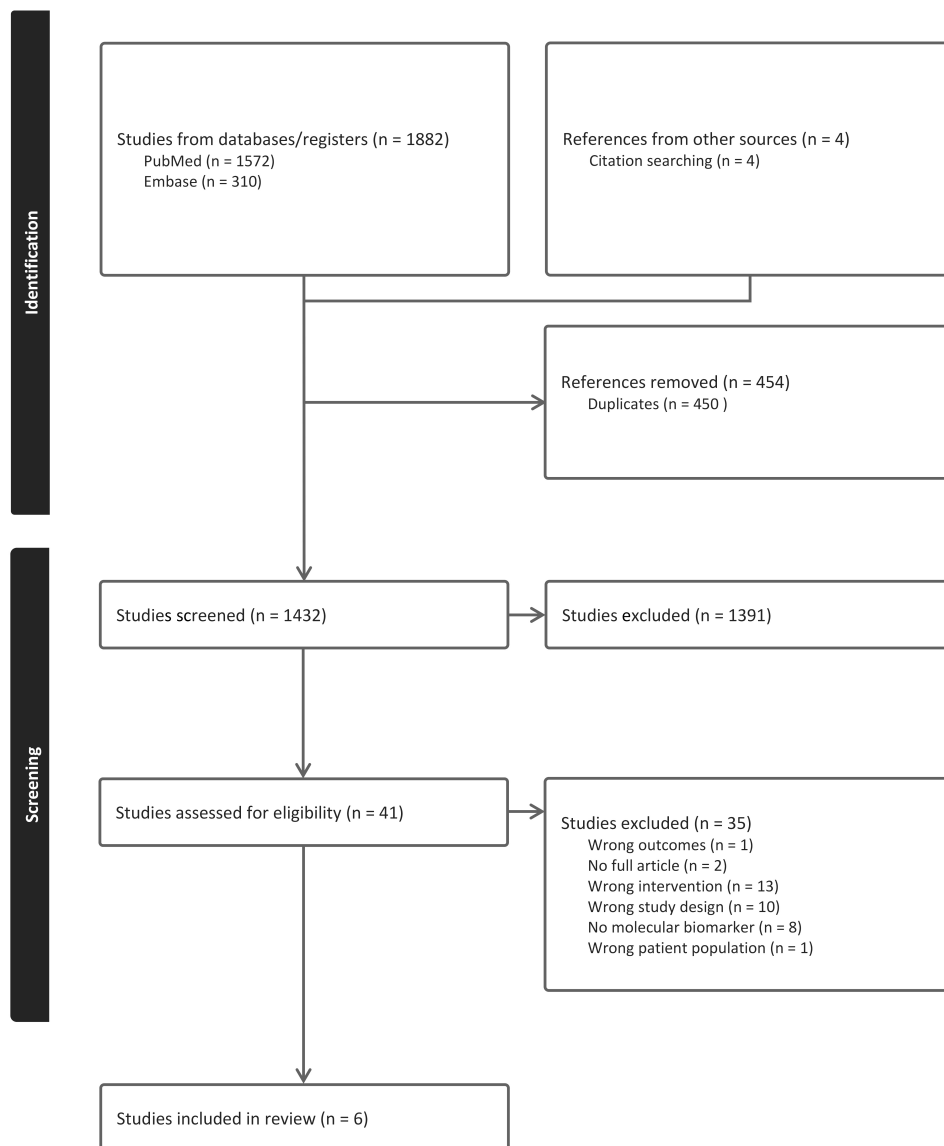 Identification
Studies from databases/registers (n = 1882)
PubMed (n = 1572)
Embase (n = 310)
References from other sources (n = 4)
Citation searching (n = 4)
References removed (n = 454)
Duplicates (n = 450 )
Screening
Studies screened (n = 1432)
Studies excluded (n = 1391)
Studies assessed for eligibility (n = 41)
Studies excluded (n = 35)
Wrong outcomes (n = 1)
No full article (n = 2)
Wrong intervention (n = 13)
Wrong study design (n = 10)
No molecular biomarker (n = 8)
Wrong patient population (n = 1)
Studies included in review (n = 6)